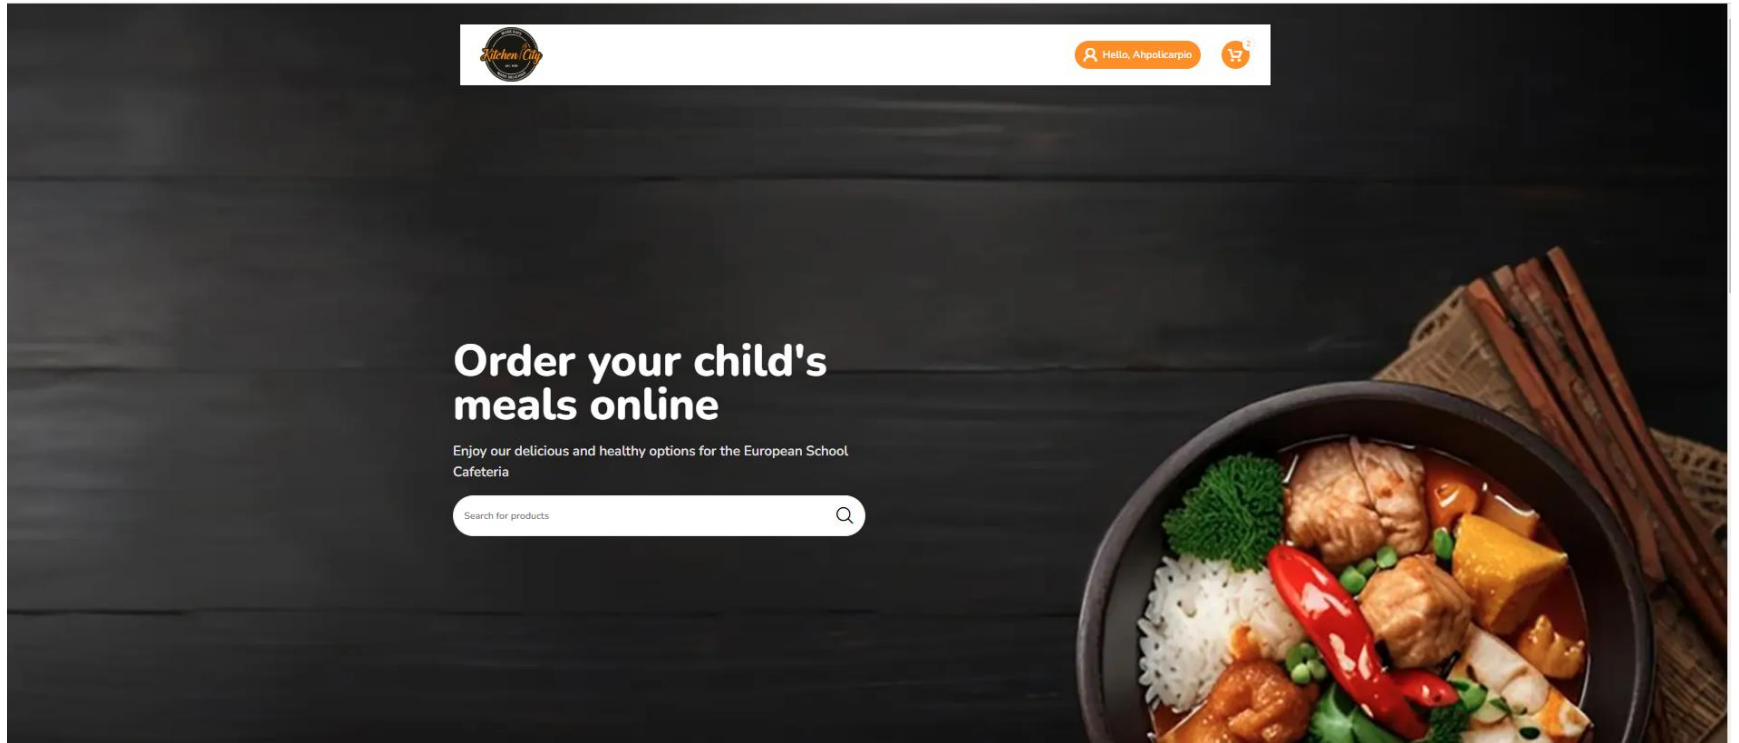 Kitchen City
Hello, Ahpolicarpio
2
Order your child's
meals online
Enjoy our delicious and healthy options for the European School
Cafeteria
Search for products